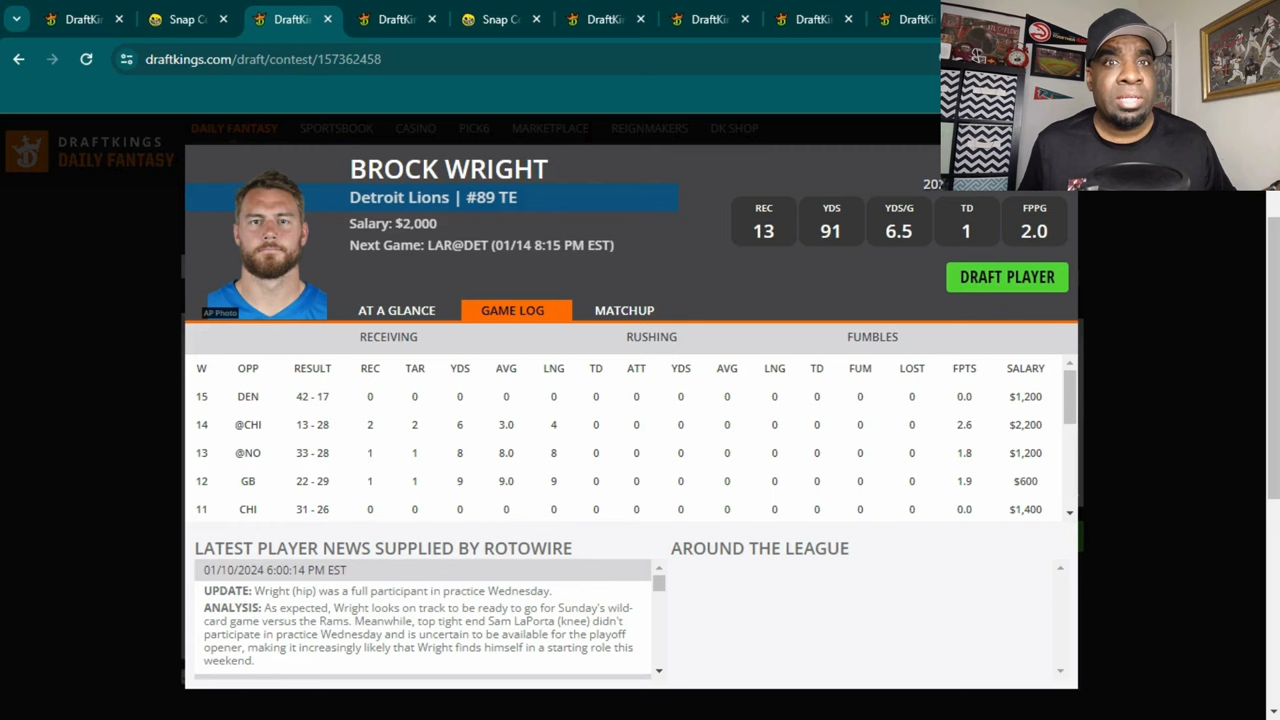 DraftKin
Snap Co
DraftKin
DraftKin
Snap Co
DraftKin
DraftKin
DraftKin
DraftKin
draftkings.com/draft/contest/157362458
DRAFTKINGS
DAILY FANTASY
DAILY FANTASY SPORTSBOOK CASINO PICK6 MARKETPLACE REIGNMAKERS DK SHOP
BROCK WRIGHT
Detroit Lions | #89 TE
Salary: $2,000
Next Game: LAR@DET (01/14 8:15 PM EST)
AP Photo
REC YDS YDS/G TD FPPG
13 91 6.5 1 2.0
DRAFT PLAYER
AT A GLANCE GAME LOG MATCHUP
RECEIVING RUSHING FUMBLES
W OPP RESULT REC TAR YDS AVG LNG TD ATT YDS AVG LNG TD FUM LOST FPTS SALARY
15 DEN 42 - 17 0 0 0 0 0 0 0 0 0 0 0 0 0 0.0 $1,200
14 @CHI 13 - 28 2 2 6 3.0 4 0 0 0 0 0 0 0 0 2.6 $2,200
13 @NO 33 - 28 1 1 8 8.0 8 0 0 0 0 0 0 0 0 1.8 $1,200
12 GB 22 - 29 1 1 9 9.0 9 0 0 0 0 0 0 0 0 1.9 $600
11 CHI 31 - 26 0 0 0 0 0 0 0 0 0 0 0 0 0 0.0 $1,400
LATEST PLAYER NEWS SUPPLIED BY ROTOWIRE
01/10/2024 6:00:14 PM EST
UPDATE: Wright (hip) was a full participant in practice Wednesday.
ANALYSIS: As expected, Wright looks on track to be ready to go for Sunday's wild-
card game versus the Rams. Meanwhile, top tight end Sam LaPorta (knee) didn't
participate in practice Wednesday and is uncertain to be available for the playoff
opener, making it increasingly likely that Wright finds himself in a starting role this
weekend.
AROUND THE LEAGUE